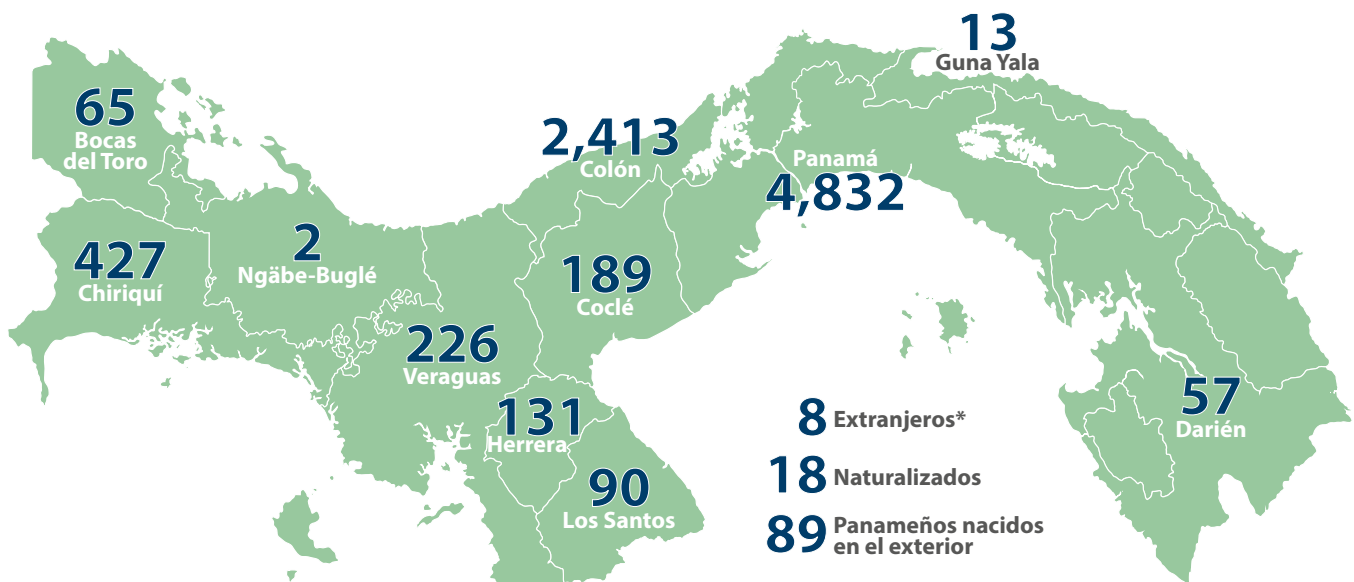 13
Guna Yala
65
Bocas
del Toro
2,413
Colón
Panamá
4,832
2
Ngäbe-Buglé
427
Chiriquí
189
Coclé
226
Veraguas
131
Herrera
57
Darién
90
Los Santos
8 Extranjeros*
18 Naturalizados
89 Panameños nacidos
en el exterior